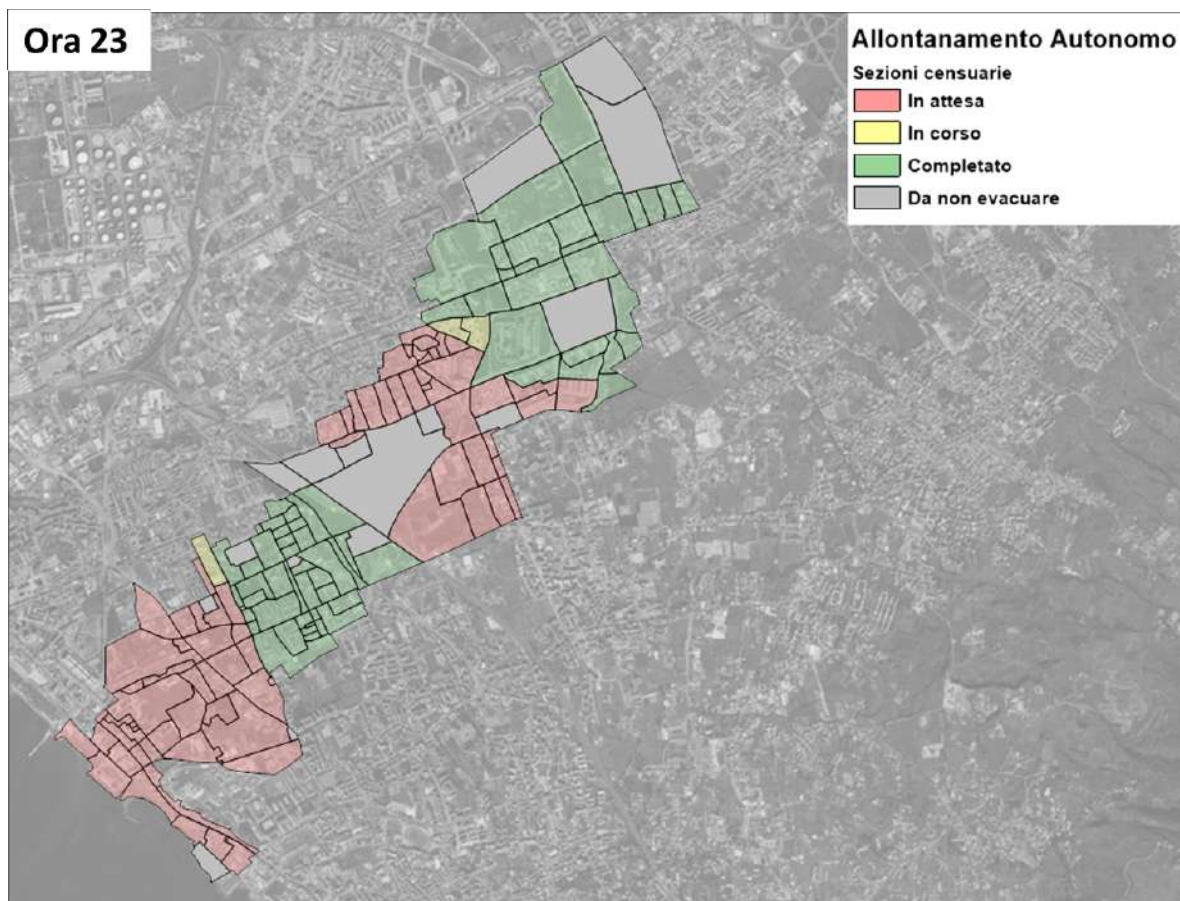 Ora 23
Allontanamento Autonomo
Sezioni censuarie
In attesa
In corso
Completato
Da non evacuare